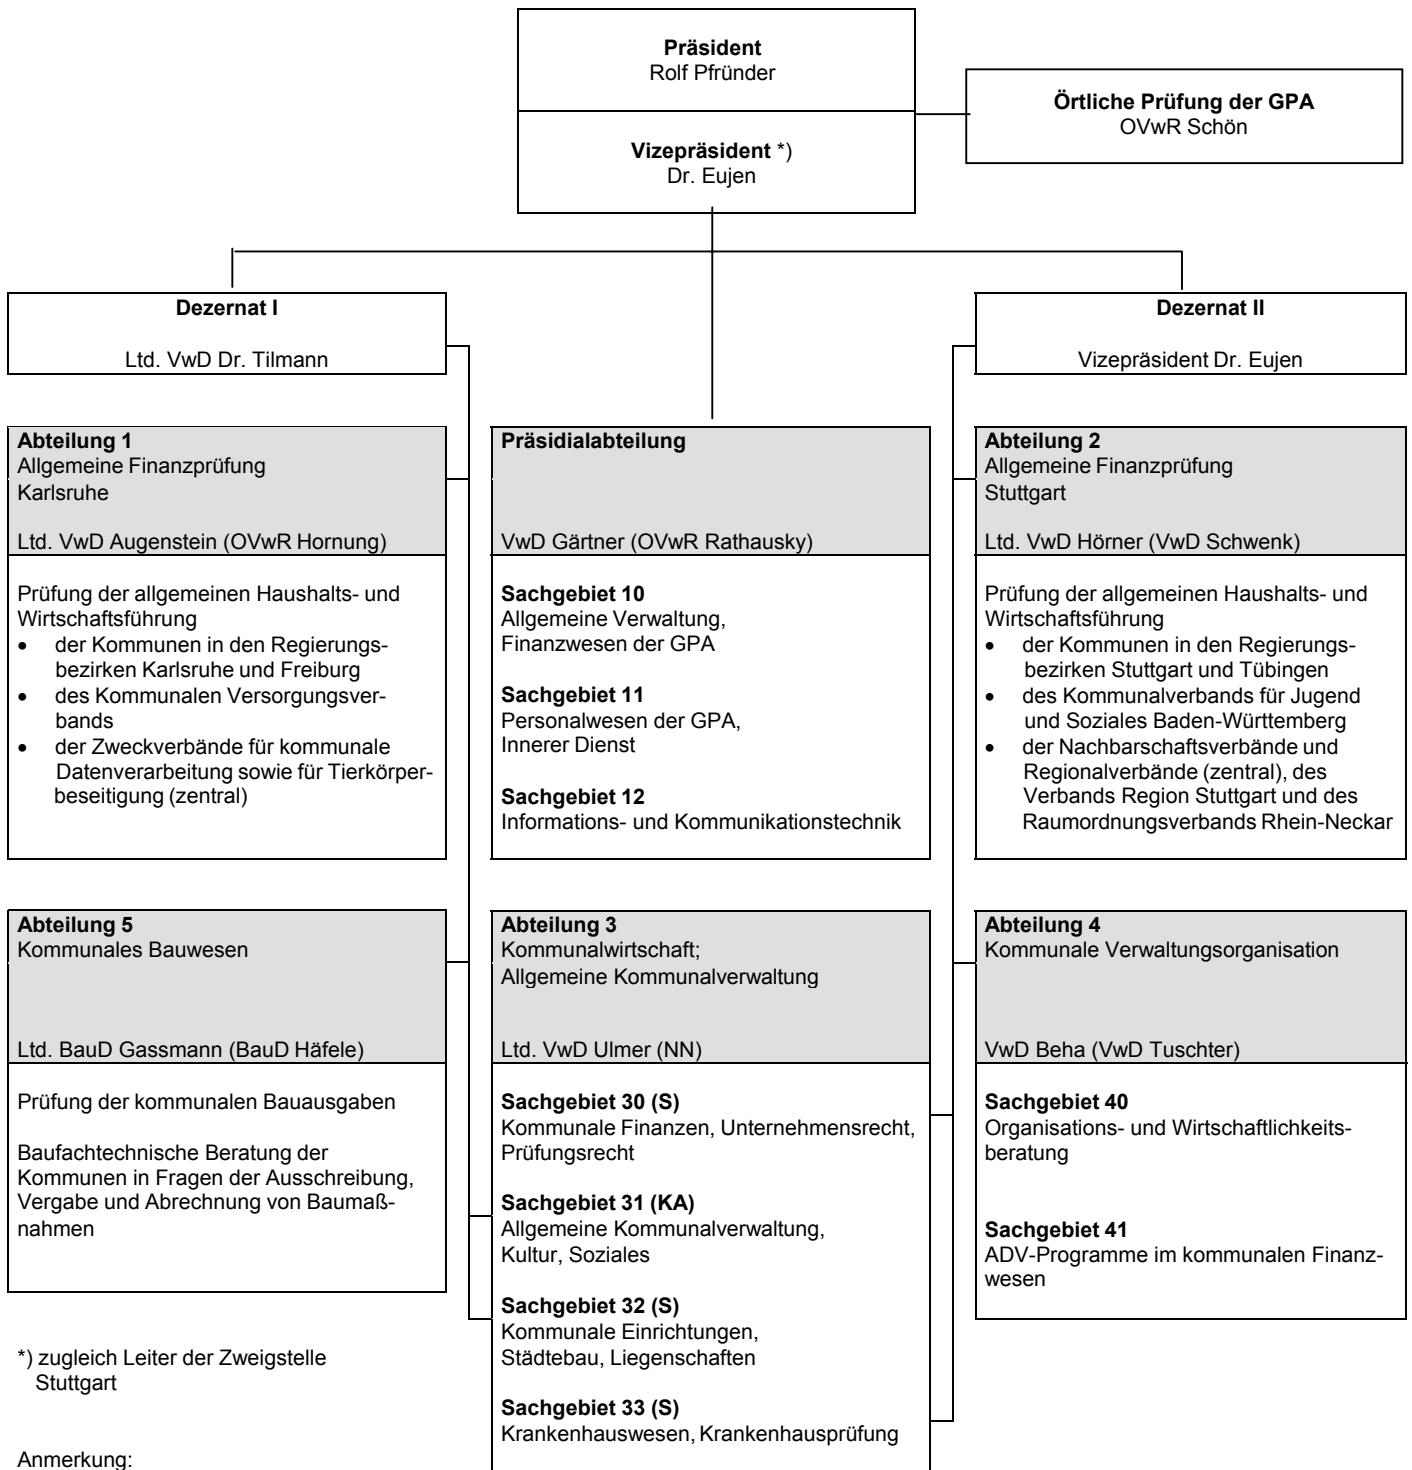 Präsident
Rolf Pfründer
Vizepräsident *)
Dr. Eujen
Örtliche Prüfung der GPA
OVwR Schön
Dezernat I
Ltd. VwD Dr. Tilmann
Dezernat II
Vizepräsident Dr. Eujen
Abteilung 1
Allgemeine Finanzprüfung
Karlsruhe
Ltd. VwD Augenstein (OVwR Hornung)
Prüfung der allgemeinen Haushalts- und
Wirtschaftsführung
• der Kommunen in den Regierungs-
bezirken Karlsruhe und Freiburg
• des Kommunalen Versorgungsver-
bands
• der Zweckverbände für kommunale
Datenverarbeitung sowie für Tierkörper-
beseitigung (zentral)
Präsidialabteilung
VwD Gärtner (OVwR Rathausky)
Sachgebiet 10
Allgemeine Verwaltung,
Finanzwesen der GPA
Sachgebiet 11
Personalwesen der GPA,
Innerer Dienst
Sachgebiet 12
Informations- und Kommunikationstechnik
Abteilung 2
Allgemeine Finanzprüfung
Stuttgart
Ltd. VwD Hörner (VwD Schwenk)
Prüfung der allgemeinen Haushalts- und
Wirtschaftsführung
• der Kommunen in den Regierungs-
bezirken Stuttgart und Tübingen
• des Kommunalverbands für Jugend
und Soziales Baden-Württemberg
• der Nachbarschaftsverbände und
Regionalverbände (zentral), des
Verbands Region Stuttgart und des
Raumordnungsverbands Rhein-Neckar
Abteilung 5
Kommunales Bauwesen
Ltd. BauD Gassmann (BauD Häfele)
Prüfung der kommunalen Bauausgaben
Baufachtechnische Beratung der
Kommunen in Fragen der Ausschreibung,
Vergabe und Abrechnung von Baumaß-
nahmen
Abteilung 3
Kommunalwirtschaft;
Allgemeine Kommunalverwaltung
Ltd. VwD Ulmer (NN)
Sachgebiet 30 (S)
Kommunale Finanzen, Unternehmensrecht,
Prüfungsrecht
Sachgebiet 31 (KA)
Allgemeine Kommunalverwaltung,
Kultur, Soziales
Sachgebiet 32 (S)
Kommunale Einrichtungen,
Städtebau, Liegenschaften
Sachgebiet 33 (S)
Krankenhauswesen, Krankenhausprüfung
Abteilung 4
Kommunale Verwaltungsorganisation
VwD Beha (VwD Tuschter)
Sachgebiet 40
Organisations- und Wirtschaftlichkeits-
beratung
Sachgebiet 41
ADV-Programme im kommunalen Finanz-
wesen
*) zugleich Leiter der Zweigstelle
Stuttgart
Anmerkung: